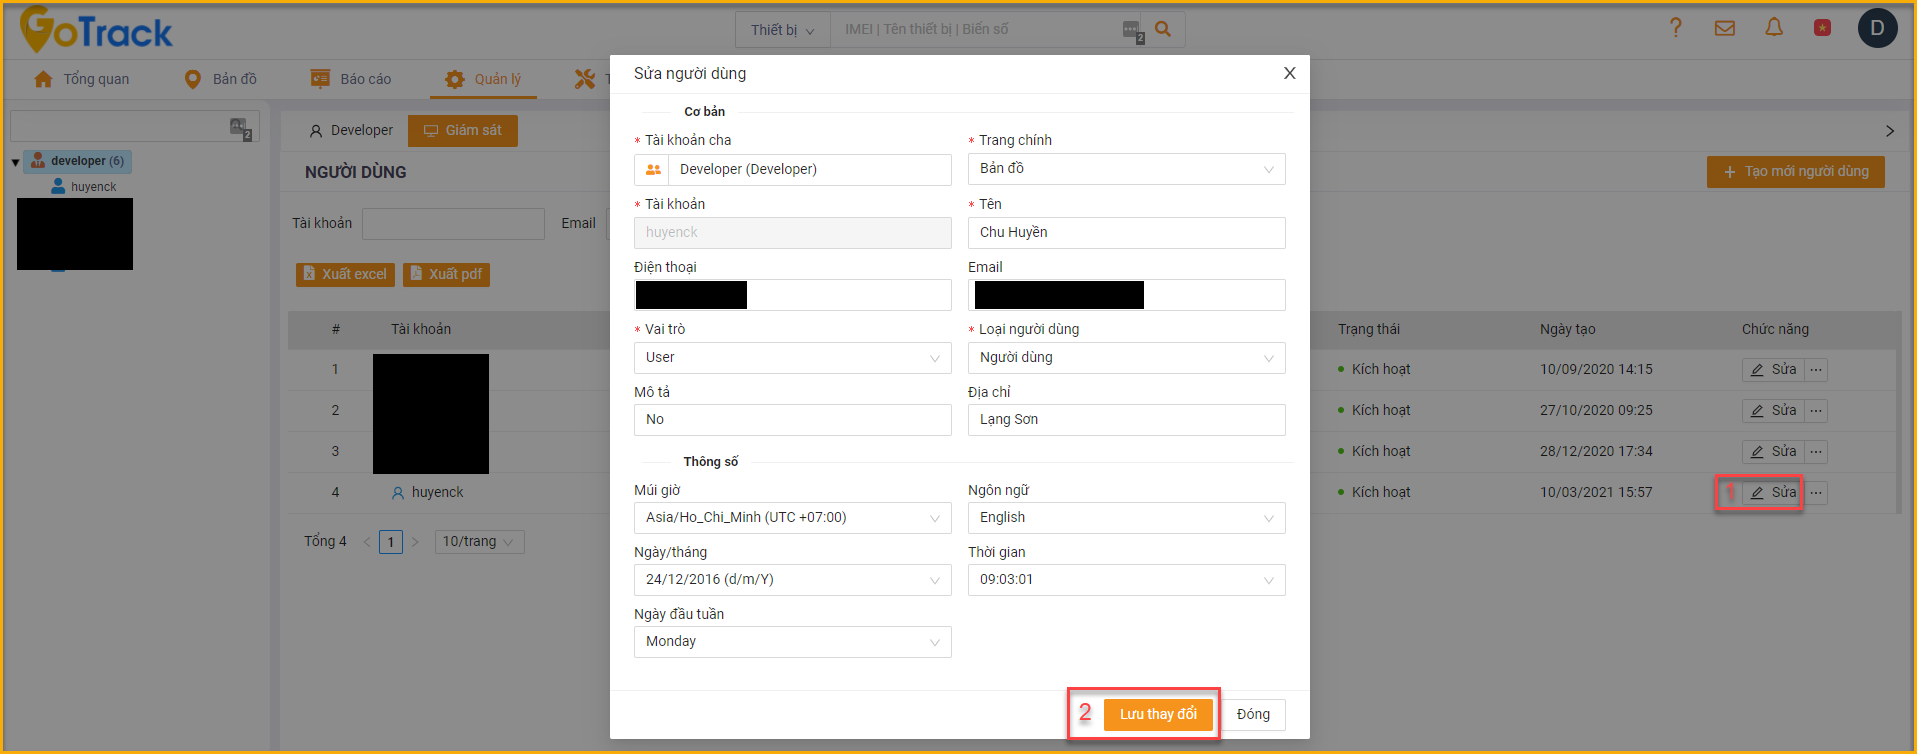 GoTrack
Thiết bị
IMEI | Tên thiết bị | Biển số
2
D
Tổng quan
Bản đồ
Báo cáo
Quản lý
T
2
developer (6)
huyenck
Developer
Giám sát
NGƯỜI DÙNG
+ Tạo mới người dùng
Tài khoản
Email
Xuất excel
Xuất pdf
# Tài khoản Trạng thái Ngày tạo Chức năng
1 Kích hoạt 10/09/2020 14:15 Sửa ...
2 Kích hoạt 27/10/2020 09:25 Sửa ...
3 Kích hoạt 28/12/2020 17:34 Sửa ...
4 huyenck Kích hoạt 10/03/2021 15:57 1 Sửa ...
Tổng 4 < 1 > 10/trang
Sửa người dùng X
Cơ bản
* Tài khoản cha * Trang chính
Developer (Developer) Bản đồ
* Tài khoản * Tên
huyenck Chu Huyền
Điện thoại Email
* Vai trò * Loại người dùng
User Người dùng
Mô tả Địa chỉ
No Lạng Sơn
Thông số
Múi giờ Ngôn ngữ
Asia/Ho_Chi_Minh (UTC +07:00) English
Ngày/tháng Thời gian
24/12/2016 (d/m/Y) 09:03:01
Ngày đầu tuần
Monday
2 Lưu thay đổi Đóng